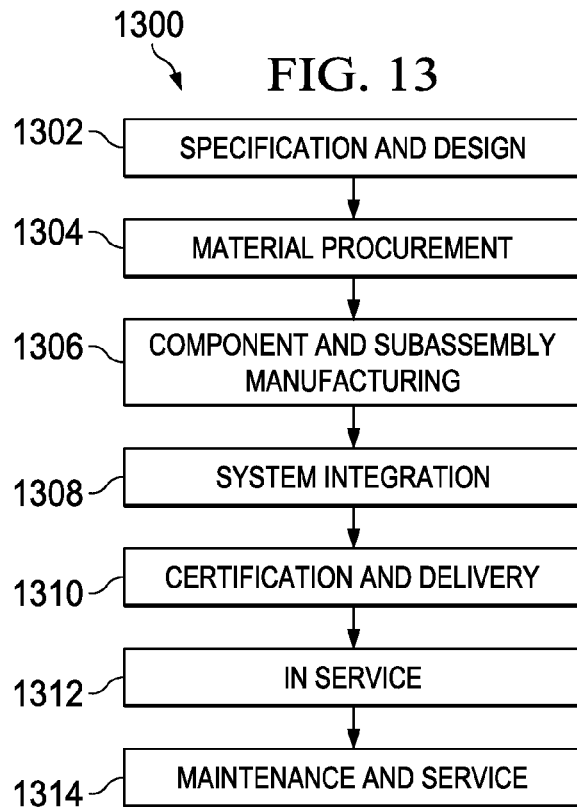 1300
FIG. 13
1302
SPECIFICATION AND DESIGN
1304
MATERIAL PROCUREMENT
1306
COMPONENT AND SUBASSEMBLY
MANUFACTURING
1308
SYSTEM INTEGRATION
1310
CERTIFICATION AND DELIVERY
1312
IN SERVICE
1314
MAINTENANCE AND SERVICE